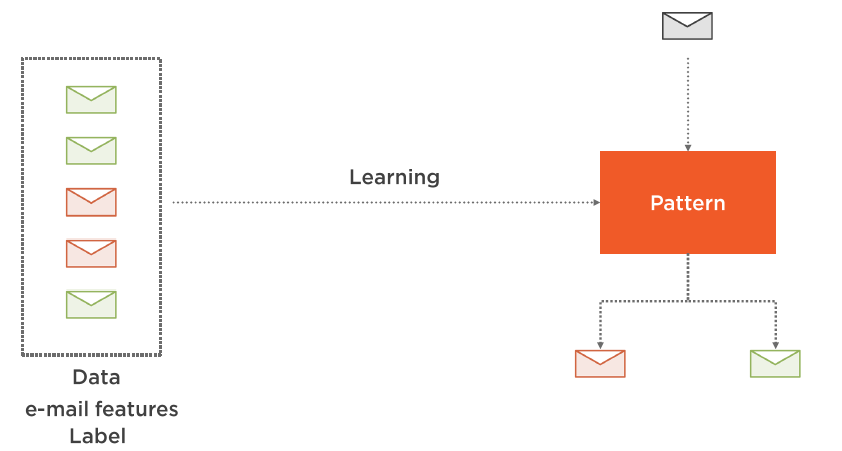 Learning
Pattern
Data
e-mail features
Label